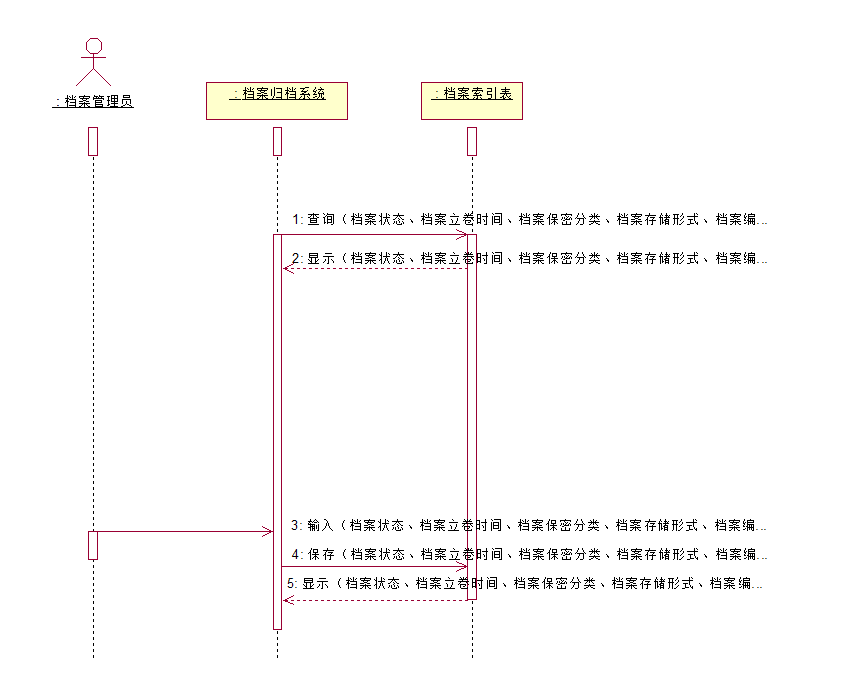 : 档案管理员
: 档案归档系统
: 档案索引表
1: 查询（档案状态、档案立卷时间、档案保密分类、档案存储形式、档案编...
2: 显示（档案状态、档案立卷时间、档案保密分类、档案存储形式、档案编...
3: 输入（档案状态、档案立卷时间、档案保密分类、档案存储形式、档案编...
4: 保存（档案状态、档案立卷时间、档案保密分类、档案存储形式、档案编...
5: 显示（档案状态、档案立卷时间、档案保密分类、档案存储形式、档案编...